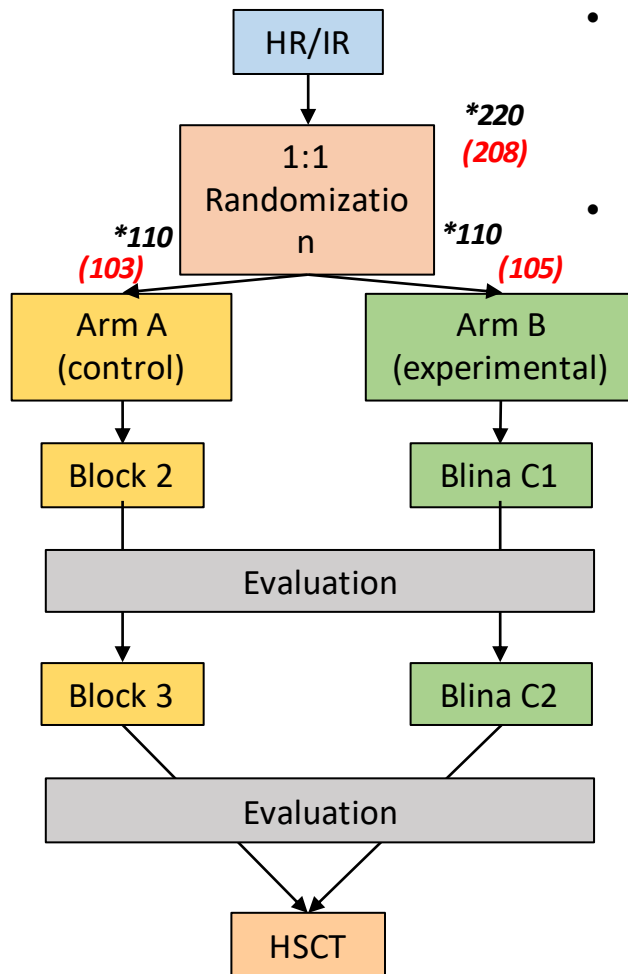 •
HR/IR
*220
(208)
1:1
Randomizatio
n
•
*110
*110
(103)
(105)
Arm A
(control)
Arm B
(experimental)
Block 2
Blina C1
Evaluation
Block 3
Blina C2
Evaluation
HSCT